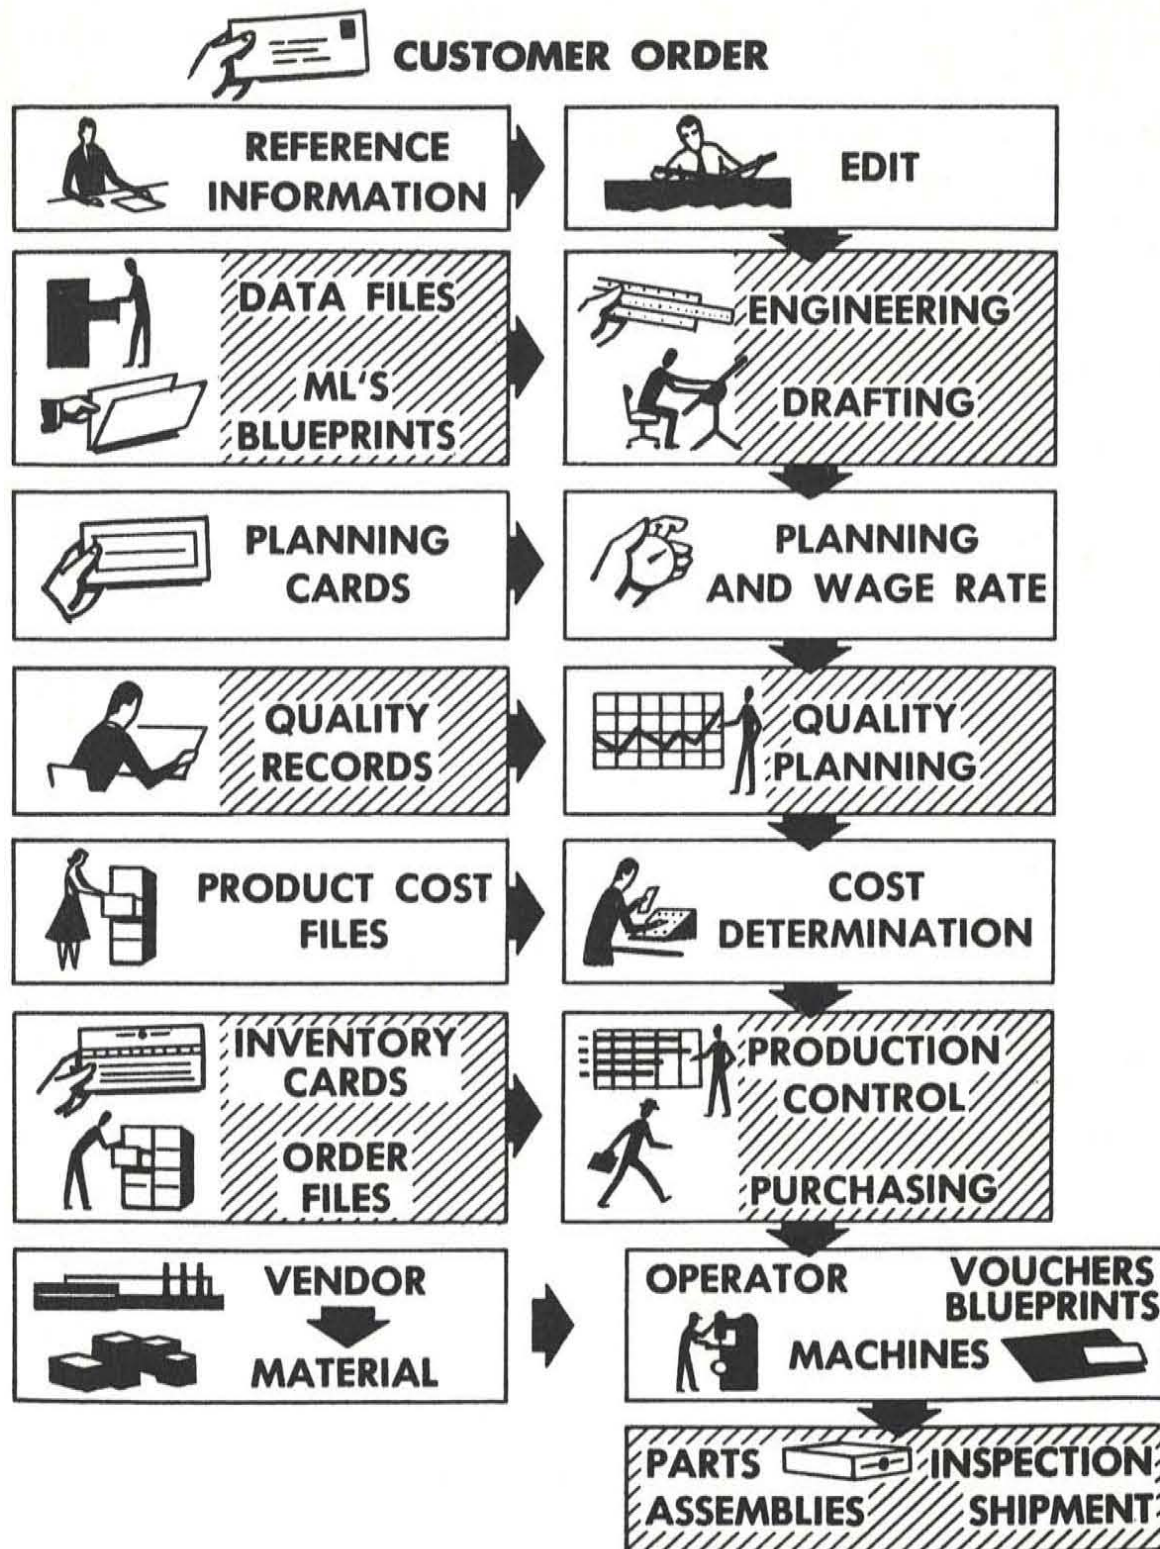 CUSTOMER ORDER
REFERENCE
INFORMATION
EDIT
DATA FILES
ML'S
BLUEPRINTS
ENGINEERING
DRAFTING
PLANNING
CARDS
PLANNING
AND WAGE RATE
QUALITY
RECORDS
QUALITY
PLANNING
PRODUCT COST
FILES
COST
DETERMINATION
INVENTORY
CARDS
ORDER
FILES
PRODUCTION
CONTROL
PURCHASING
VENDOR
MATERIAL
OPERATOR
VOUCHERS
BLUEPRINTS
MACHINES
PARTS
ASSEMBLIES
INSPECTION
SHIPMENT